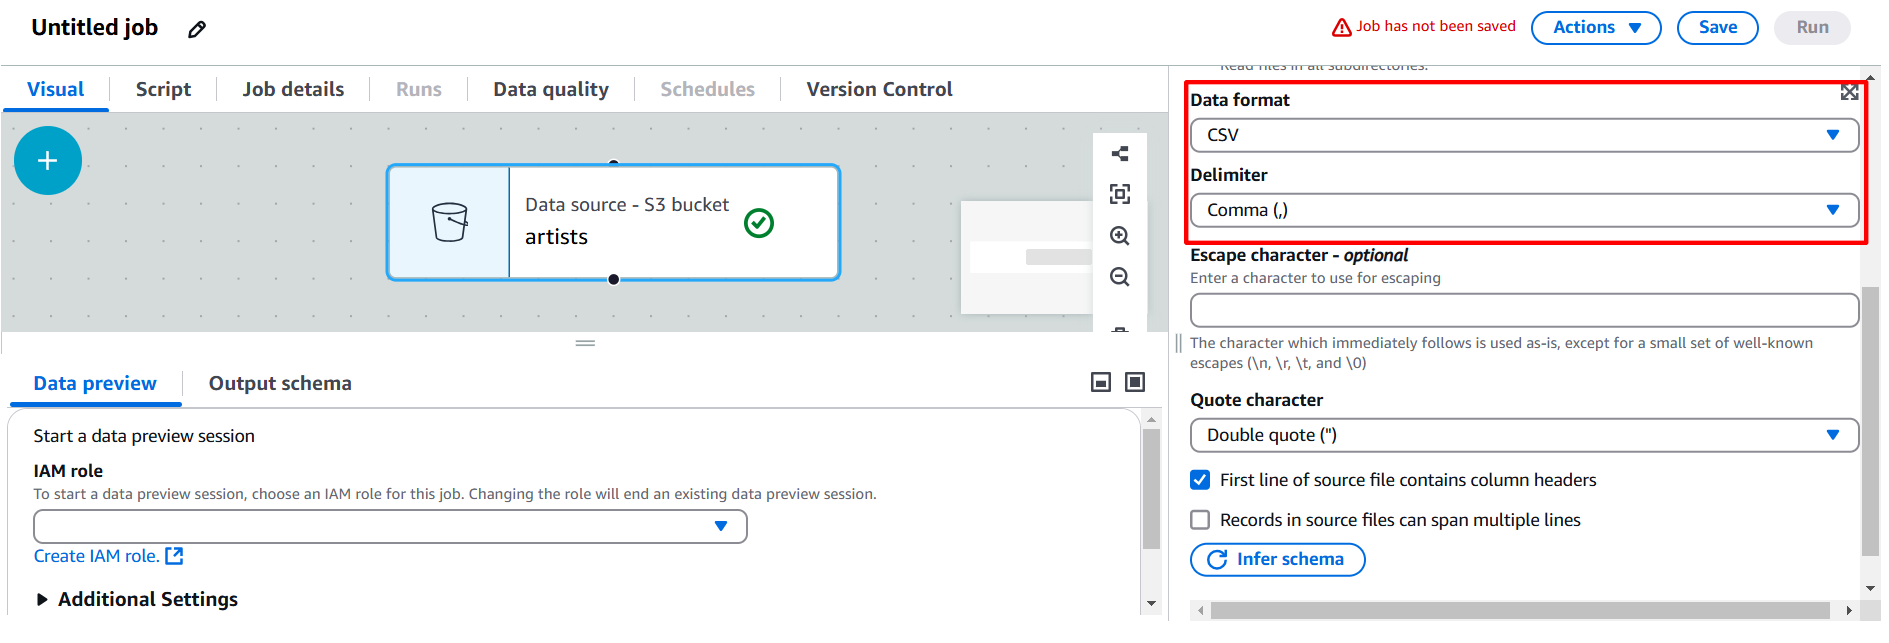 Untitled job
Job has not been saved
Actions
Save
Run
Visual
Script
Job details
Runs
Data quality
Schedules
Version Control
Data source - S3 bucket
artists
Data preview
Output schema
Start a data preview session
IAM role
To start a data preview session, choose an IAM role for this job. Changing the role will end an existing data preview session.
Create IAM role.
Additional Settings
Read files in all subdirectories.
Data format
CSV
Delimiter
Comma (,)
Escape character - optional
Enter a character to use for escaping
The character which immediately follows is used as-is, except for a small set of well-known
escapes (\n, \r, \t, and \0)
Quote character
Double quote (")
First line of source file contains column headers
Records in source files can span multiple lines
Infer schema